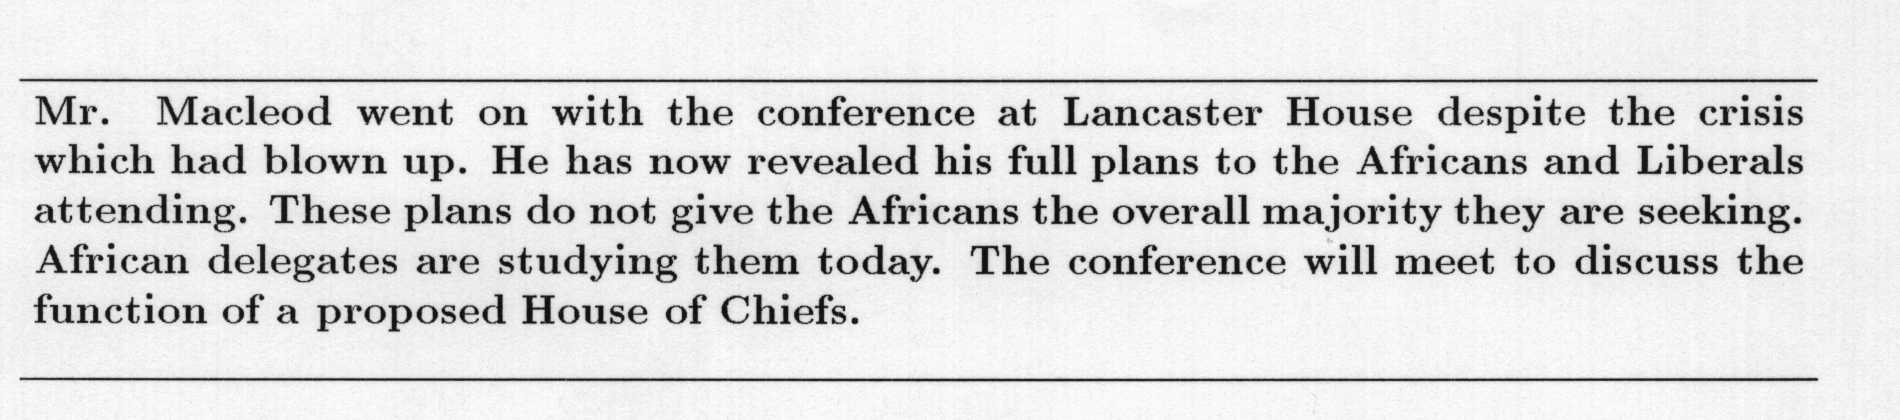 Mr. Macleod went on with the conference at Lancaster House despite the crisis
which had blown up. He has now revealed his full plans to the Africans and Liberals
attending. These plans do not give the Africans the overall majority they are seeking.
African delegates are studying them today. The conference will meet to discuss the
function of a proposed House of Chiefs.